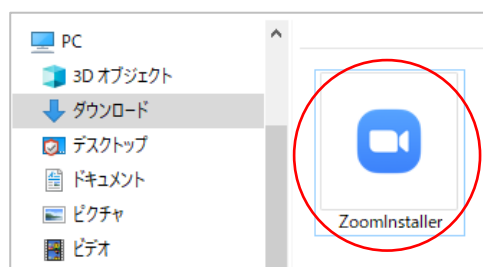 PC
3D オブジェクト
ダウンロード
デスクトップ
ドキュメント
ピクチャ
ビデオ
ZoomInstaller